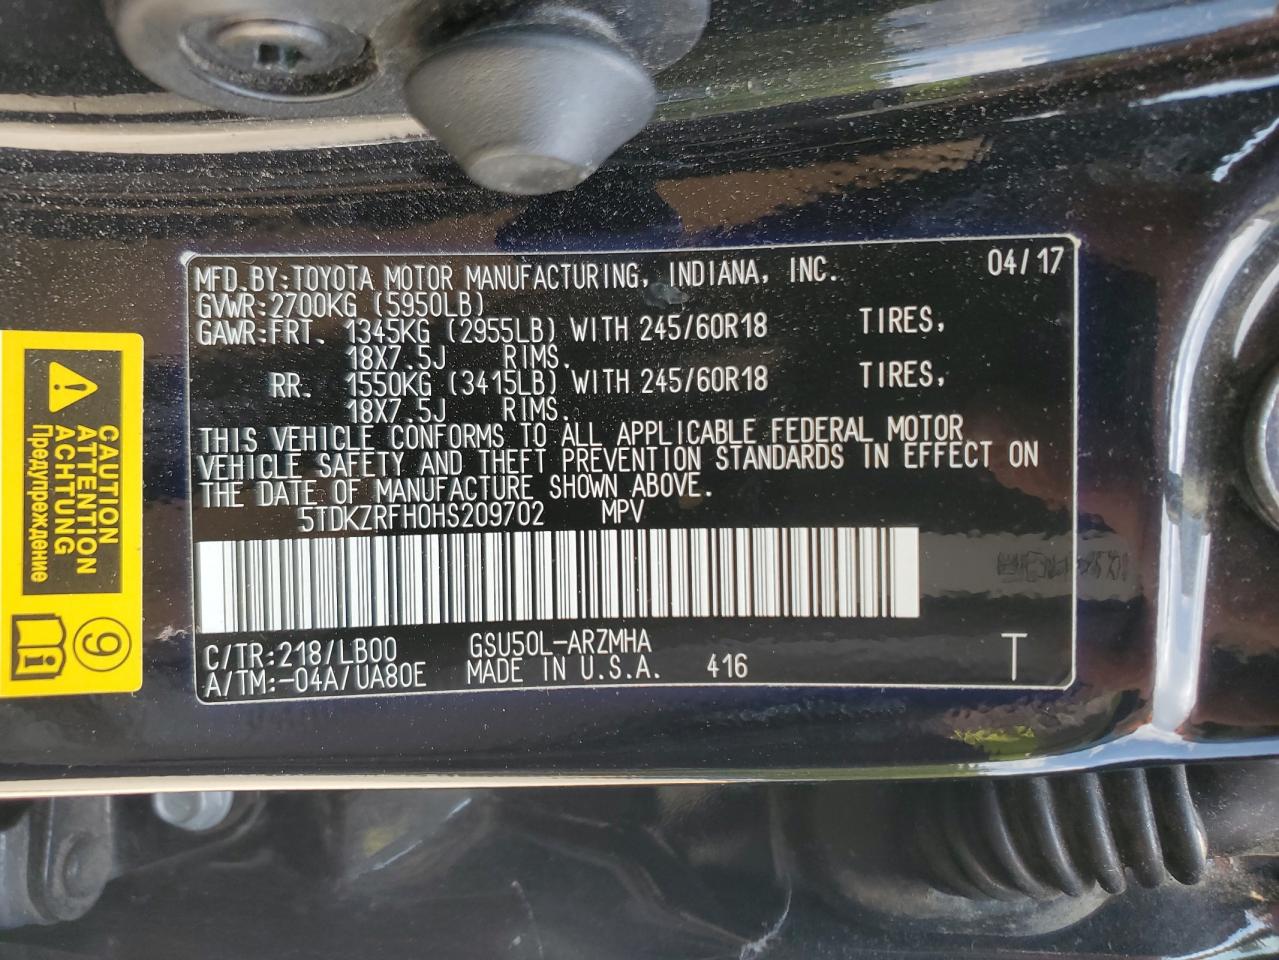 MFD.BY:TOYOTA MOTOR MANUFACTURING, INDIANA, INC. 04/17
GVWR:2700KG (5950LB)
GAWR:FRT. 1345KG (2955LB) WITH 245/60R18 TIRES,
18X7.5J RIMS.
RR. 1550KG (3415LB) WITH 245/60R18 TIRES,
18X7.5J RIMS.
THIS VEHICLE CONFORMS TO ALL APPLICABLE FEDERAL MOTOR
VEHICLE SAFETY AND THEFT PREVENTION STANDARDS IN EFFECT ON
THE DATE OF MANUFACTURE SHOWN ABOVE.
5TDKZRFH0HS209702 MPV
C/TR:218/LB00 GSU50L-ARZMHA
A/TM:-04A/UA80E MADE IN U.S.A. 416 T
CAUTION
ATTENTION
ACHTUNG
Предупреждение
9